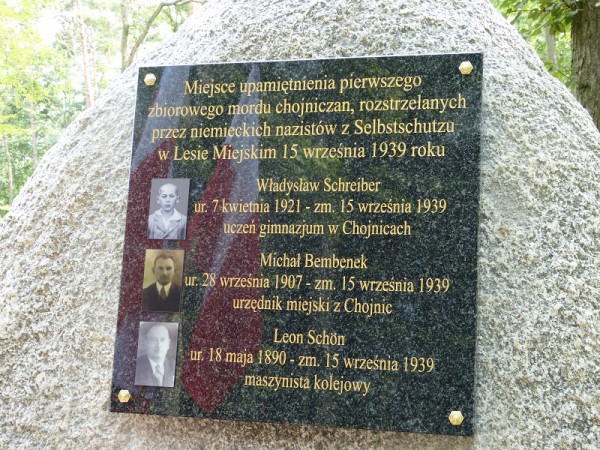 Miejsce upamiętnienia pierwszego
zbiorowego mordu chojniczan, rozstrzelanych
przez niemieckich nazistów z Selbstschutzu
w Lesie Miejskim 15 września 1939 roku
Władysław Schreiber
ur. 7 kwietnia 1921 - zm. 15 września 1939
uczeń gimnazjum w Chojnicach
Michał Bembenek
ur. 28 września 1907 - zm. 15 września 1939
urzędnik miejski z Chojnic
Leon Schön
ur. 18 maja 1890 - zm. 15 września 1939
maszynista kolejowy